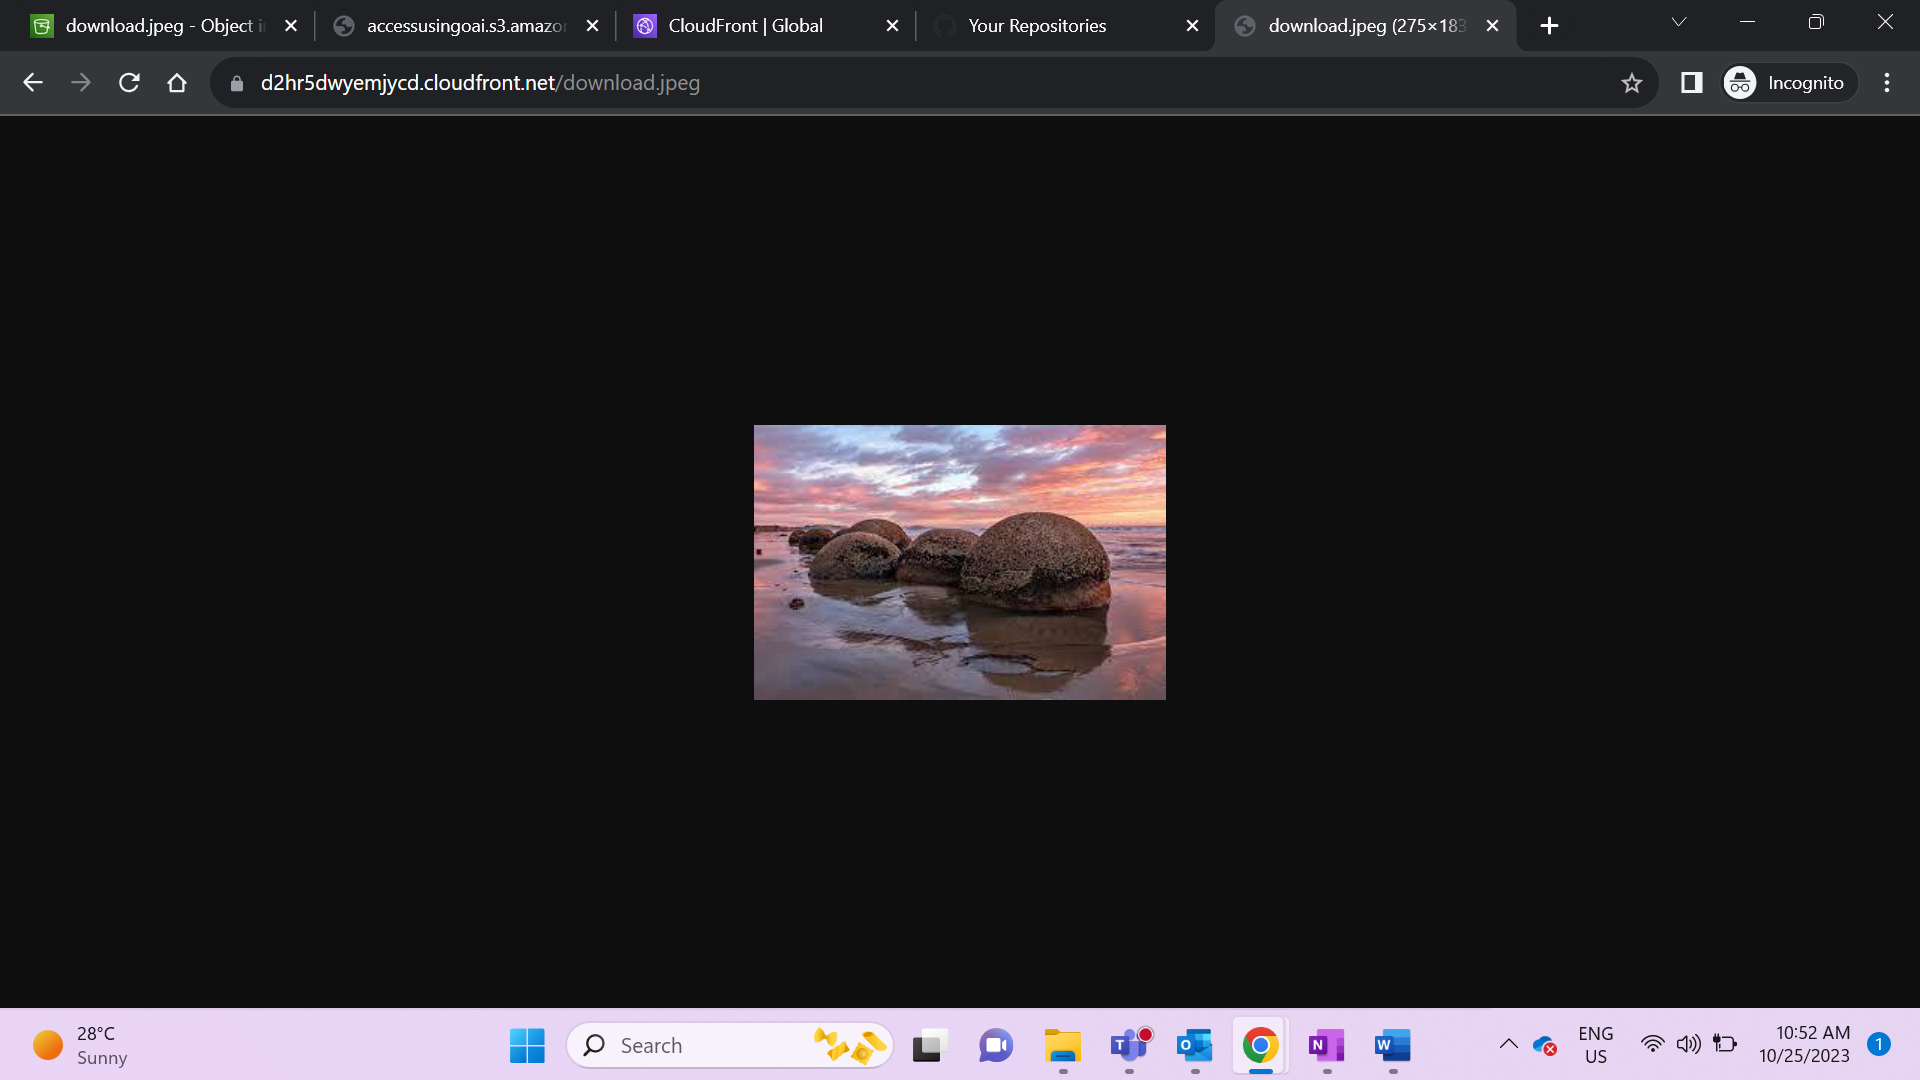 download.jpeg - Object i
accessusingoai.s3.amazo
CloudFront | Global
Your Repositories
download.jpeg (275×183
d2hr5dwyemjycd.cloudfront.net/download.jpeg
Incognito
28°C
Sunny
Search
ENG
US
10:52 AM
10/25/2023
1